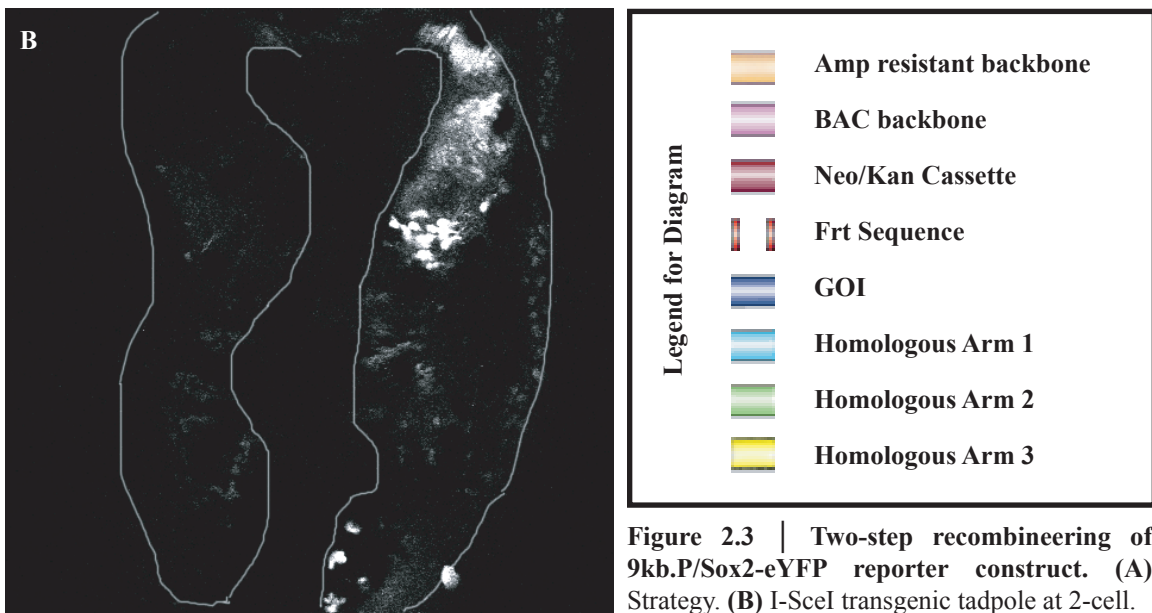 B
Legend for Diagram
Amp resistant backbone
BAC backbone
Neo/Kan Cassette
Frt Sequence
GOI
Homologous Arm 1
Homologous Arm 2
Homologous Arm 3
Figure 2.3 | Two-step recombineering of
9kb.P/Sox2-eYFP reporter construct. (A)
Strategy. (B) I-SceI transgenic tadpole at 2-cell.